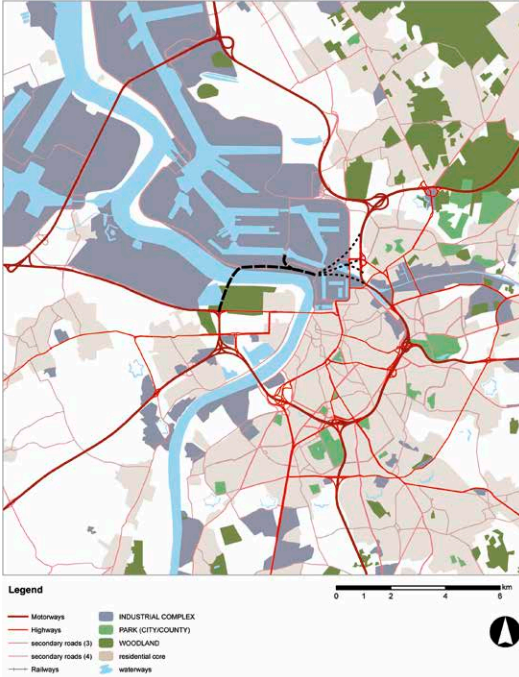 Legend
km
0 1 2 4 6
Motorways
Highways
secondary roads (3)
secondary roads (4)
Railways
INDUSTRIAL COMPLEX
PARK (CITY/COUNTY)
WOODLAND
residential core
waterways